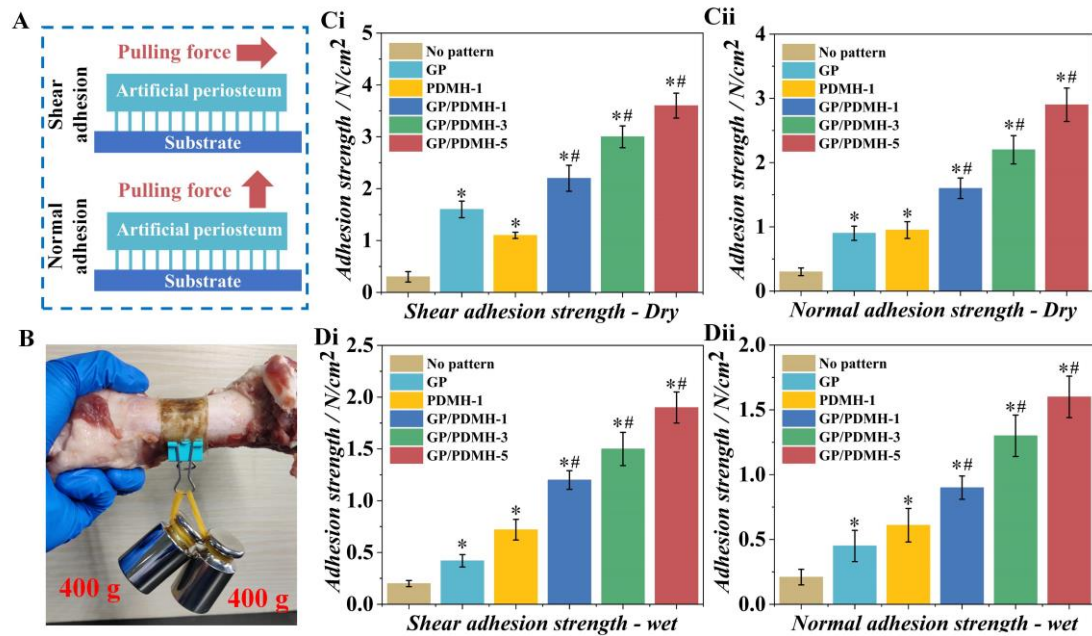 A
Shear adhesion
Pulling force
Artificial periosteum
Substrate
Normal adhesion
Pulling force
Artificial periosteum
Substrate
B
400 g
400 g
Ci
Adhesion strength / N/cm²
5
4
3
2
1
0
No pattern
GP
PDMH-1
GP/PDMH-1
GP/PDMH-3
GP/PDMH-5
*
*
*#
*#
*#
Shear adhesion strength - Dry
Cii
Adhesion strength / N/cm²
4
3
2
1
0
No pattern
GP
PDMH-1
GP/PDMH-1
GP/PDMH-3
GP/PDMH-5
*
*
*#
*#
*#
Normal adhesion strength - Dry
Di
Adhesion strength / N/cm²
2.5
2.0
1.5
1.0
0.5
0.0
No pattern
GP
PDMH-1
GP/PDMH-1
GP/PDMH-3
GP/PDMH-5
*
*
*#
*#
*#
Shear adhesion strength - wet
Dii
Adhesion strength / N/cm²
2.0
1.5
1.0
0.5
0.0
No pattern
GP
PDMH-1
GP/PDMH-1
GP/PDMH-3
GP/PDMH-5
*
*
*#
*#
*#
Normal adhesion strength - wet